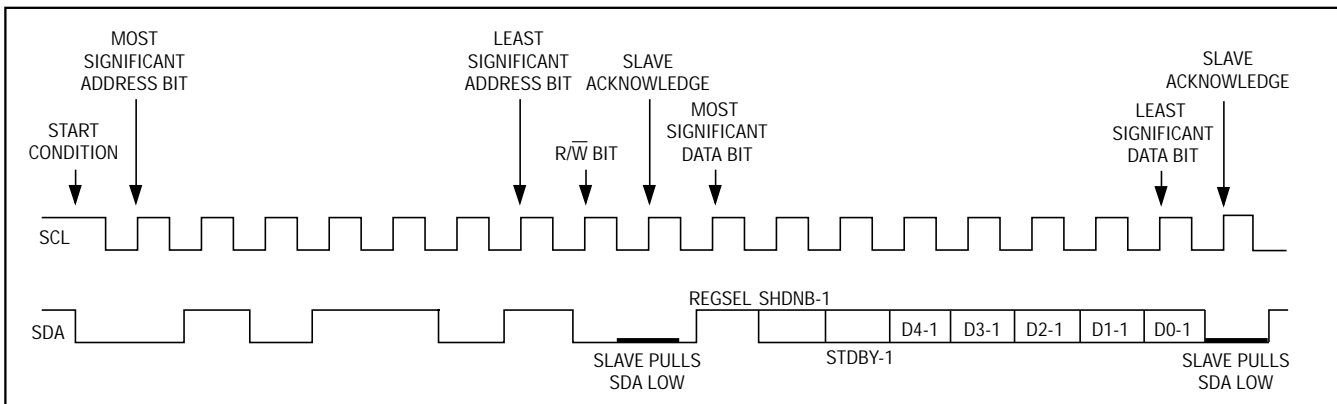 MOST
SIGNIFICANT
ADDRESS BIT
LEAST
SIGNIFICANT
ADDRESS BIT
SLAVE
ACKNOWLEDGE
SLAVE
ACKNOWLEDGE
START
CONDITION
R/W̅ BIT
MOST
SIGNIFICANT
DATA BIT
LEAST
SIGNIFICANT
DATA BIT
SCL
SDA
REGSEL SHDNB-1
D4-1 D3-1 D2-1 D1-1 D0-1
STDBY-1
SLAVE PULLS
SDA LOW
SLAVE PULLS
SDA LOW